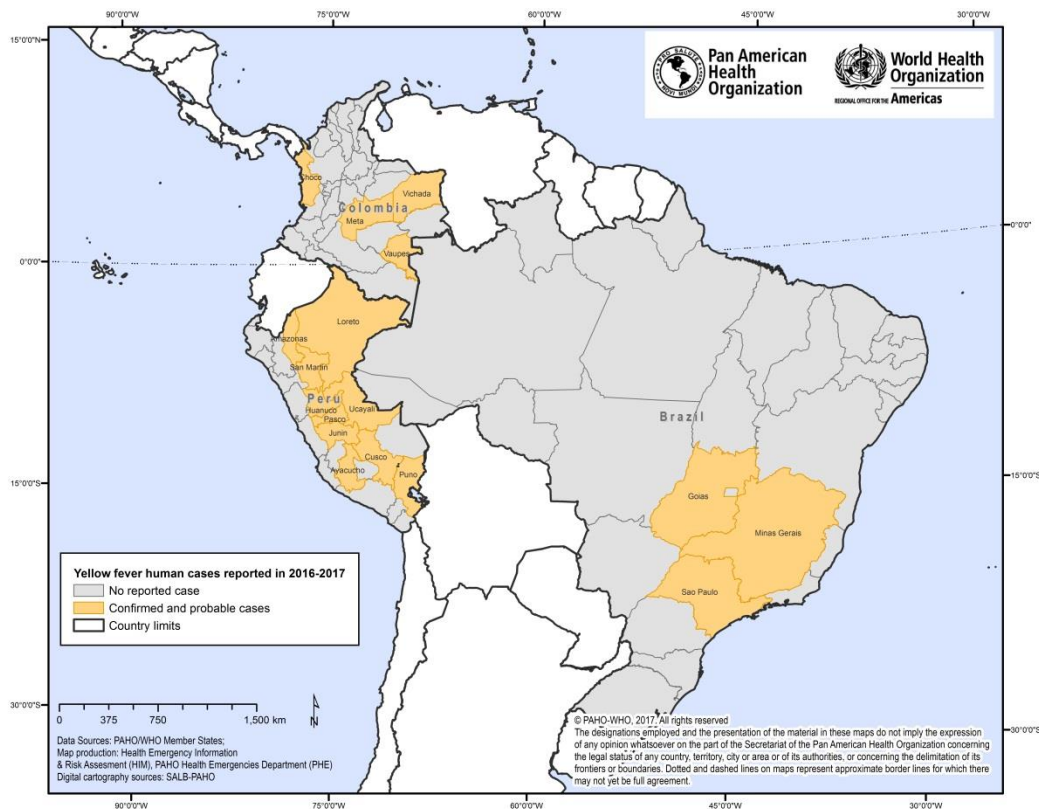 90°0'0"W
75°0'0"W
60°0'0"W
45°0'0"W
30°0'0"W
15°0'0"N
Pan American
Health
Organization
PRO SALUTE
NOVI MUNDI
World Health
Organization
REGIONAL OFFICE FOR THE Americas
Choco
Vichada
Colombia
Meta
0°0'0"
Vaupes
0°0'0"
Loreto
Amazonas
San Martin
Peru
Huanuco
Ucayali
Pasco
Brazil
Junin
Cusco
Ayacucho
Puno
15°0'0"S
Goias
15°0'0"S
Minas Gerais
Sao Paulo
Yellow fever human cases reported in 2016-2017
No reported case
Confirmed and probable cases
Country limits
30°0'0"S
0 375 750 1,500 km
N
30°0'0"S
Data Sources: PAHO/WHO Member States;
Map production: Health Emergency Information
& Risk Assesment (HIM), PAHO Health Emergencies Department (PHE)
Digital cartography sources: SALB-PAHO
© PAHO-WHO, 2017. All rights reserved
The designations employed and the presentation of the material in these maps do not imply the expression
of any opinion whatsoever on the part of the Secretariat of the Pan American Health Organization concerning
the legal status of any country, territory, city or area or of its authorities, or concerning the delimitation of its
frontiers or boundaries. Dotted and dashed lines on maps represent approximate border lines for which there
may not yet be full agreement.
90°0'0"W
75°0'0"W
60°0'0"W
45°0'0"W